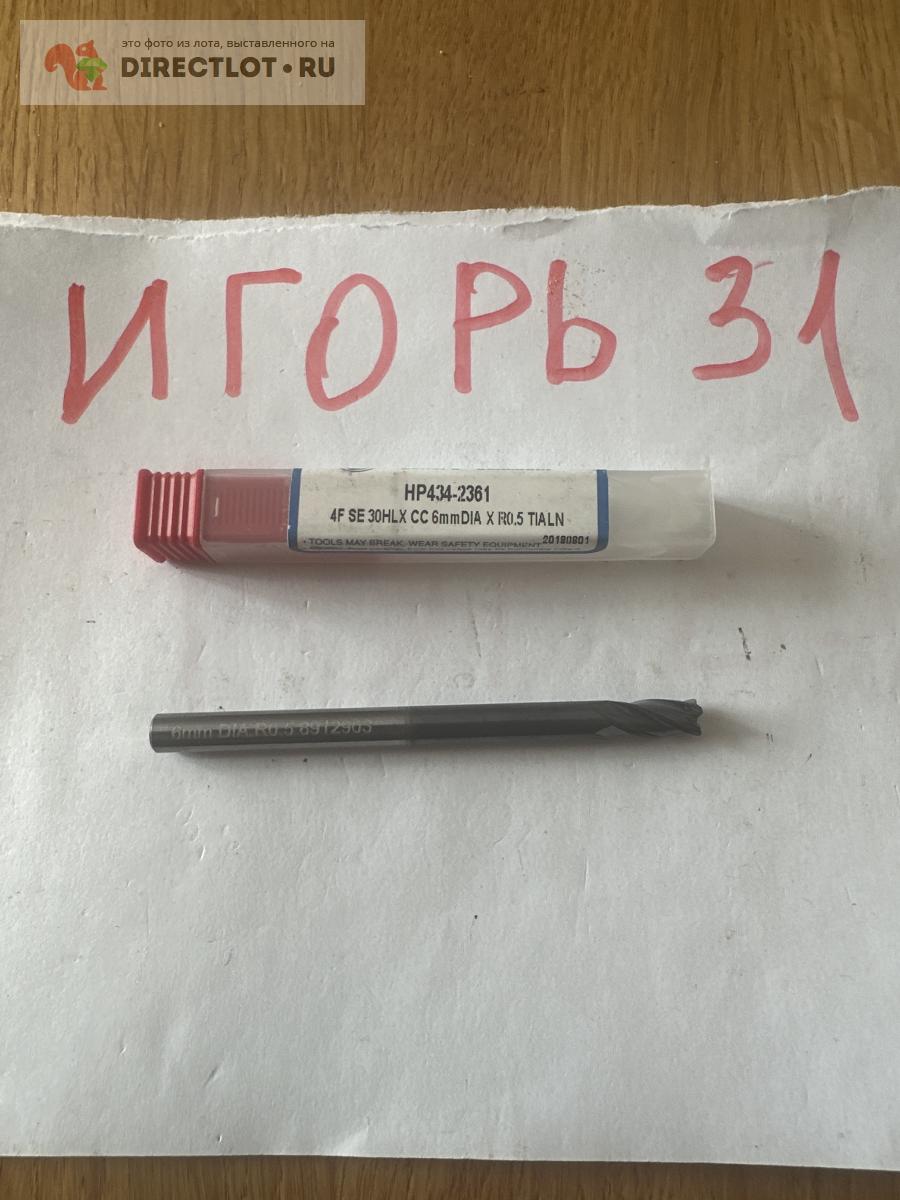 это фото из лота, выставленного на
DIRECTLOT•RU
ИГОРЬ 31
HP434-2361
4F SE 30HLX CC 6mmDIA X R0.5 TIALN
• TOOLS MAY BREAK, WEAR SAFETY EQUIPMENT 20180801
6mm DIA R0.5 8912903